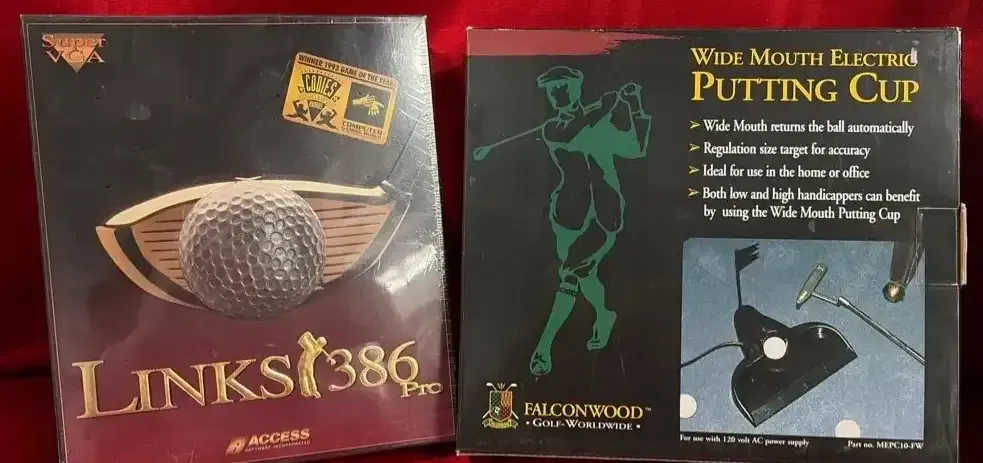 Super
VGA
WINNER 1993 GAME OF THE YEAR
CODIES
COMPUTER
LINKS 386
Pro
ACCESS
SOFTWARE INCORPORATED
WIDE MOUTH ELECTRIC
PUTTING CUP
➤ Wide Mouth returns the ball automatically
➤ Regulation size target for accuracy
➤ Ideal for use in the home or office
➤ Both low and high handicappers can benefit
by using the Wide Mouth Putting Cup
FALCONWOOD™
• GOLF-WORLDWIDE •
For use with 120 volt AC power supply
Part no. MEPC10-FW